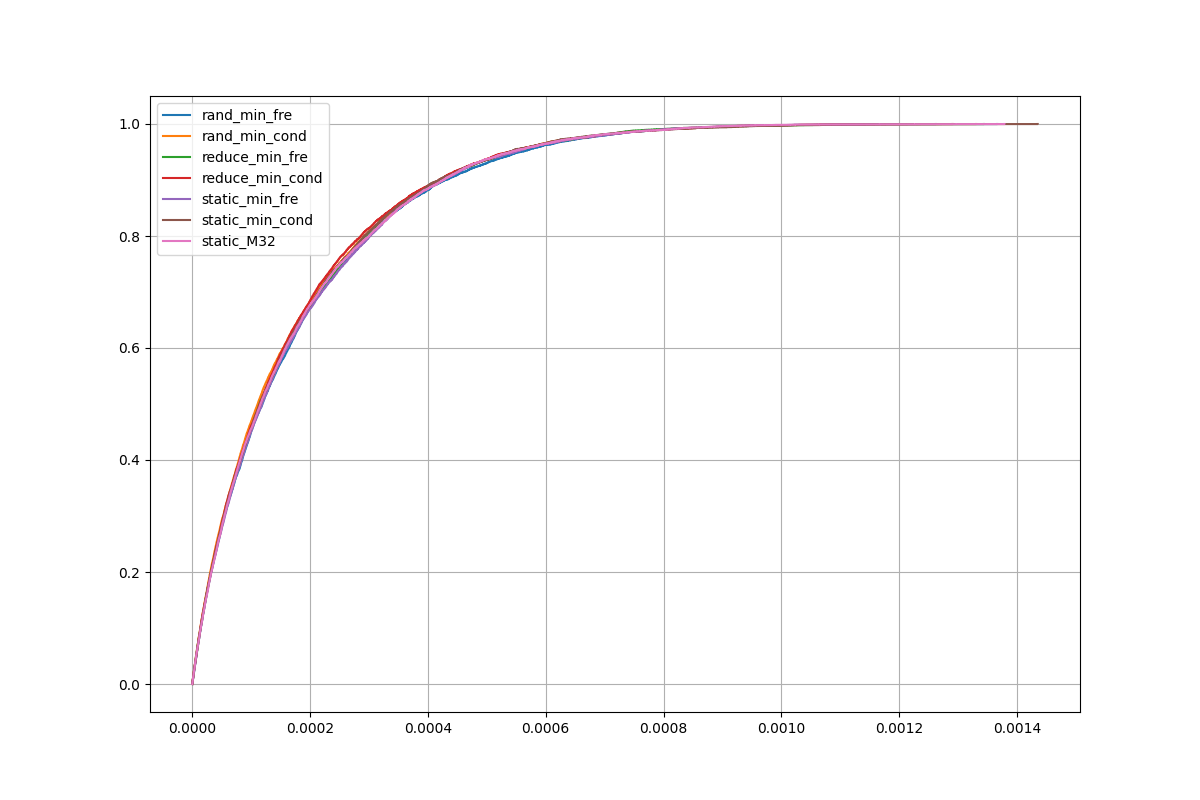 rand_min_fre
rand_min_cond
reduce_min_fre
reduce_min_cond
static_min_fre
static_min_cond
static_M32
1.0
0.8
0.6
0.4
0.2
0.0
0.0000 0.0002 0.0004 0.0006 0.0008 0.0010 0.0012 0.0014